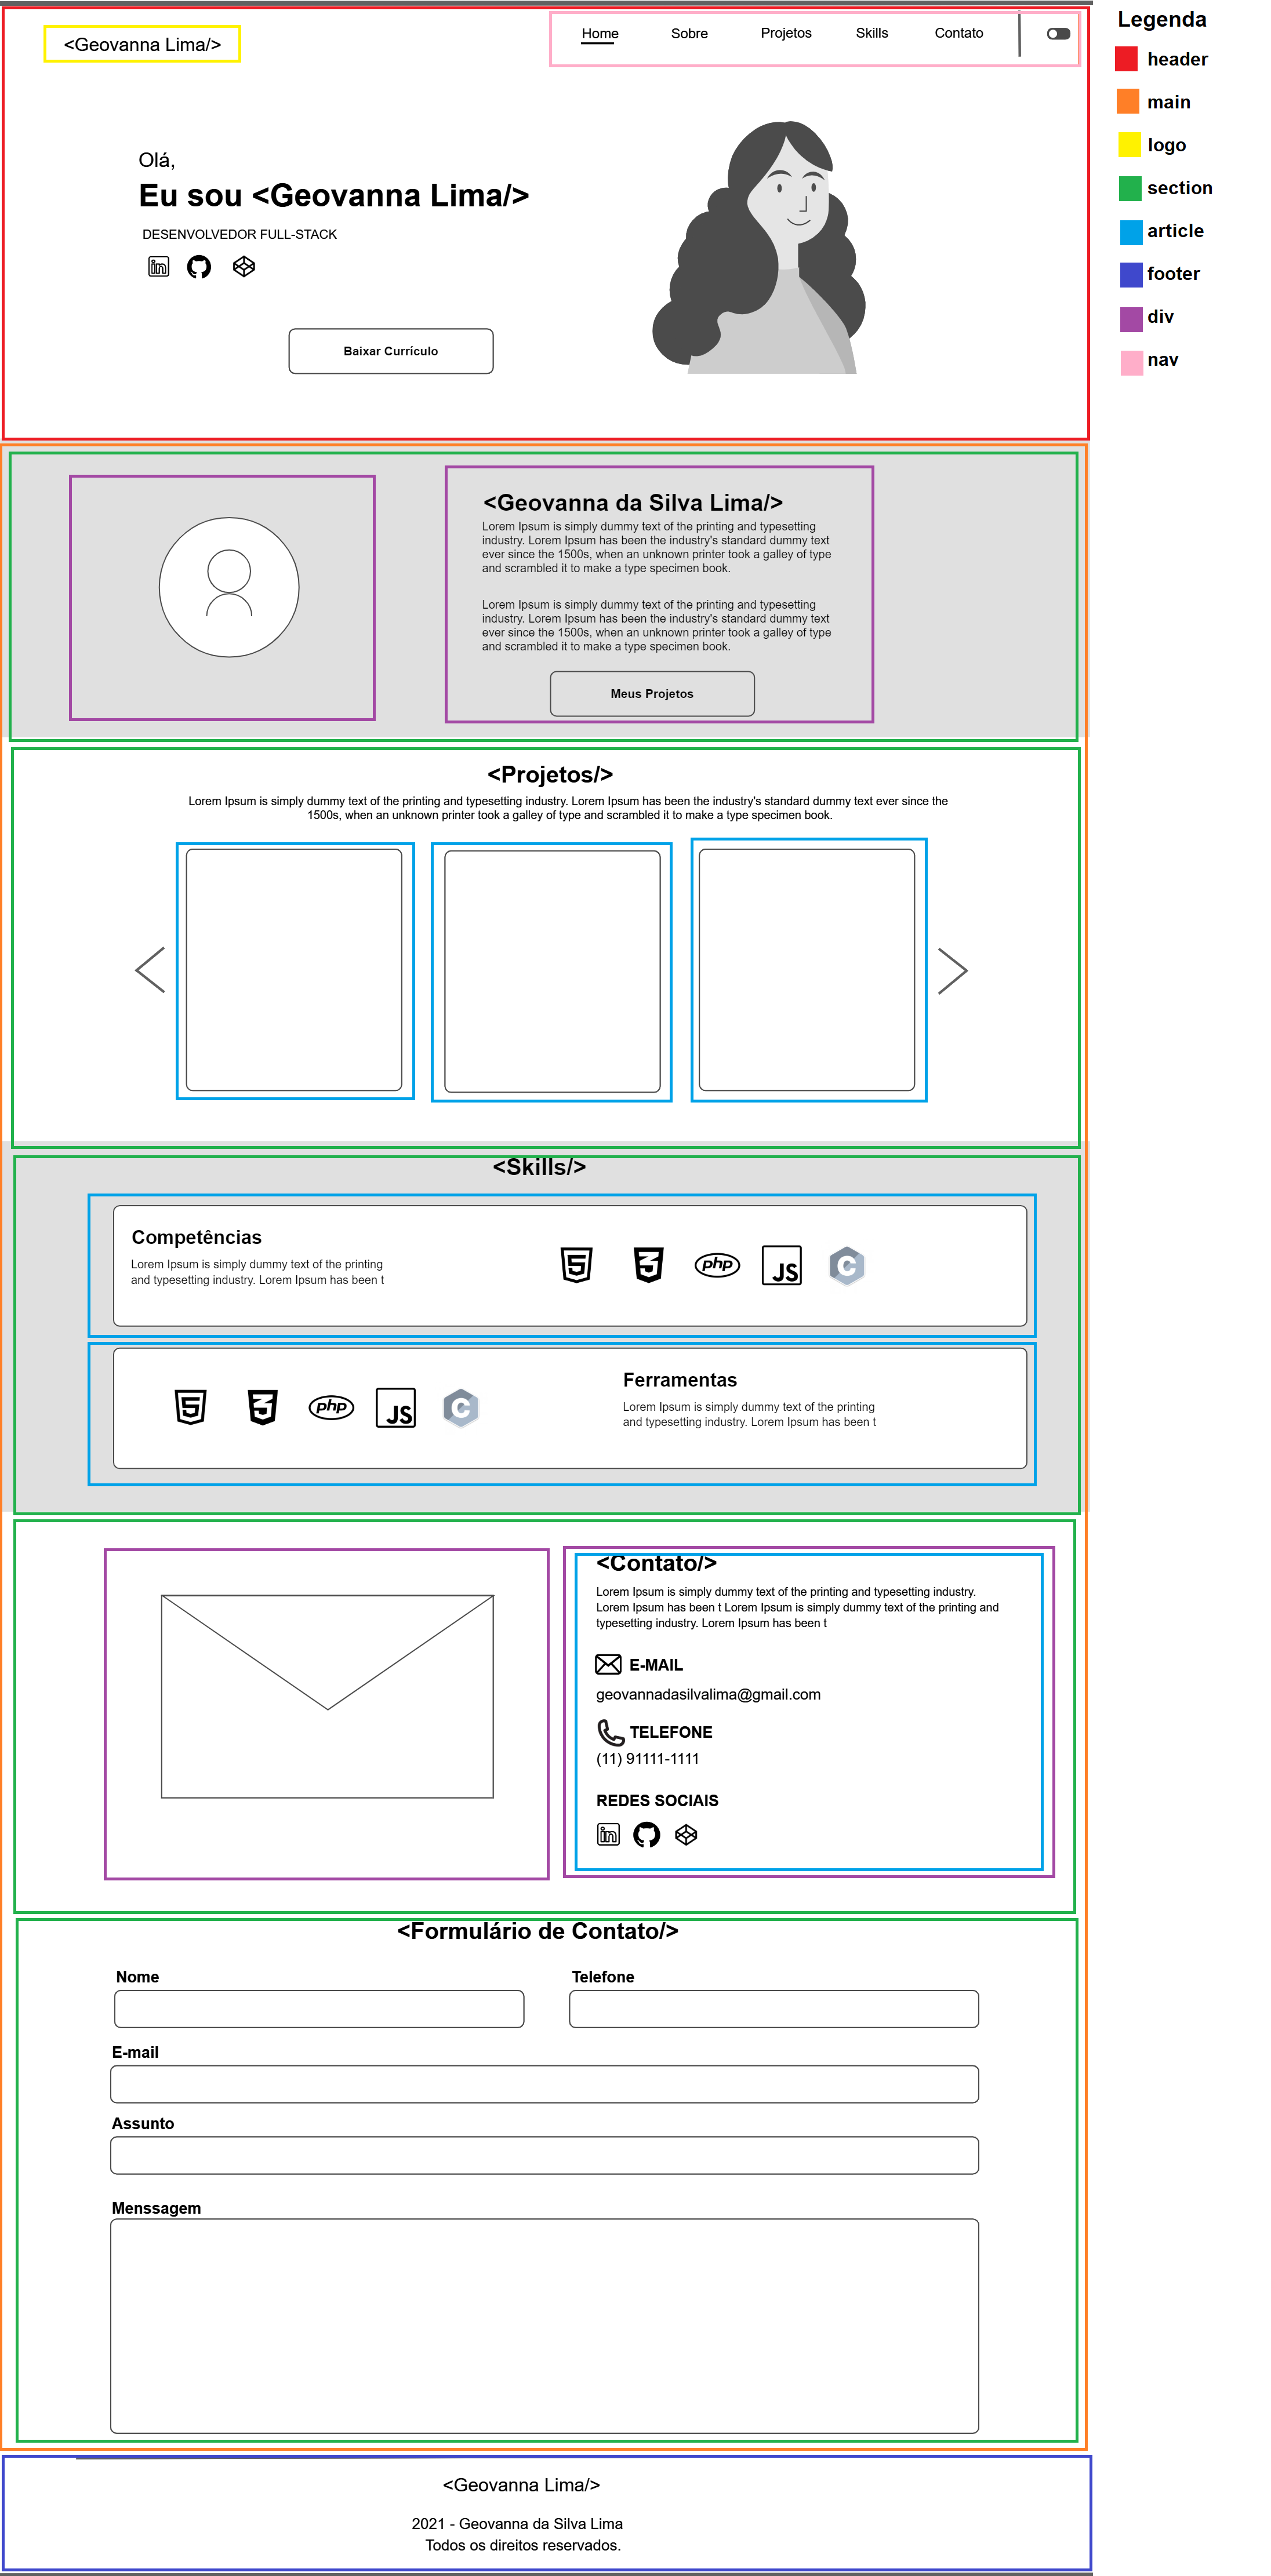 <Geovanna Lima/>
Home Sobre Projetos Skills Contato
Olá,
Eu sou <Geovanna Lima/>
DESENVOLVEDOR FULL-STACK
Baixar Currículo
Legenda
header
main
logo
section
article
footer
div
nav
<Geovanna da Silva Lima/>
Lorem Ipsum is simply dummy text of the printing and typesetting
industry. Lorem Ipsum has been the industry's standard dummy text
ever since the 1500s, when an unknown printer took a galley of type
and scrambled it to make a type specimen book.
Lorem Ipsum is simply dummy text of the printing and typesetting
industry. Lorem Ipsum has been the industry's standard dummy text
ever since the 1500s, when an unknown printer took a galley of type
and scrambled it to make a type specimen book.
Meus Projetos
<Projetos/>
Lorem Ipsum is simply dummy text of the printing and typesetting industry. Lorem Ipsum has been the industry's standard dummy text ever since the
1500s, when an unknown printer took a galley of type and scrambled it to make a type specimen book.
<Skills/>
Competências
Lorem Ipsum is simply dummy text of the printing
and typesetting industry. Lorem Ipsum has been t
5 3 php JS C
5 3 php JS C
Ferramentas
Lorem Ipsum is simply dummy text of the printing
and typesetting industry. Lorem Ipsum has been t
<Contato/>
Lorem Ipsum is simply dummy text of the printing and typesetting industry.
Lorem Ipsum has been t Lorem Ipsum is simply dummy text of the printing and
typesetting industry. Lorem Ipsum has been t
E-MAIL
geovannadasilvalima@gmail.com
TELEFONE
(11) 91111-1111
REDES SOCIAIS
in
<Formulário de Contato/>
Nome Telefone
E-mail
Assunto
Menssagem
<Geovanna Lima/>
2021 - Geovanna da Silva Lima
Todos os direitos reservados.